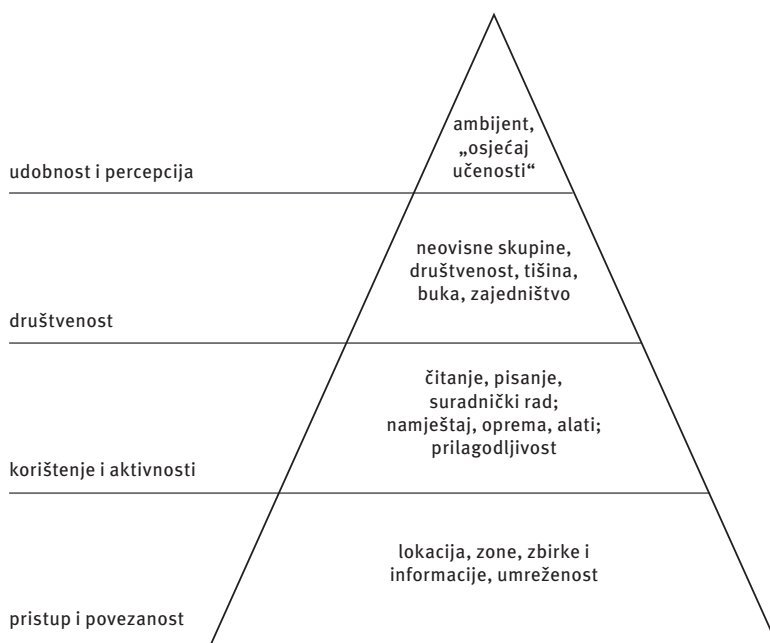 ambijent,
„osjećaj
učenosti“
udobnost i percepcija
neovisne skupine,
društvenost, tišina,
buka, zajedništvo
društvenost
čitanje, pisanje,
suradnički rad;
namještaj, oprema, alati;
prilagodljivost
korištenje i aktivnosti
lokacija, zone, zbirke i
informacije, umreženost
pristup i povezanost